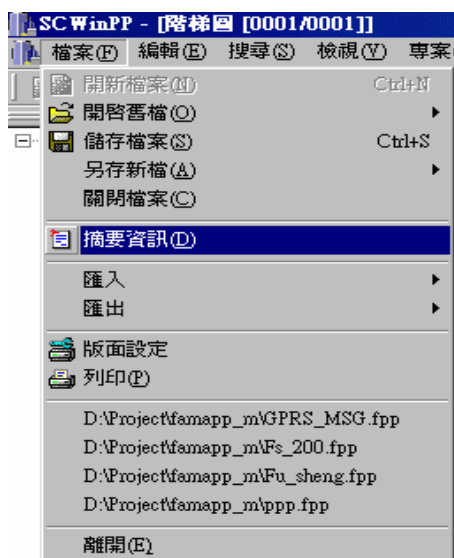 SCWinPP - [階梯圖 [0001/0001]]
檔案(F) 編輯(E) 搜尋(S) 檢視(V) 專案
開新檔案(N) Ctrl+N
開啓舊檔(O)
儲存檔案(S) Ctrl+S
另存新檔(A)
關閉檔案(C)
摘要資訊(D)
匯入
匯出
版面設定
列印(P)
D:\Project\famapp_m\GPRS_MSG.fpp
D:\Project\famapp_m\Fs_200.fpp
D:\Project\famapp_m\Fu_sheng.fpp
D:\Project\famapp_m\ppp.fpp
離開(E)